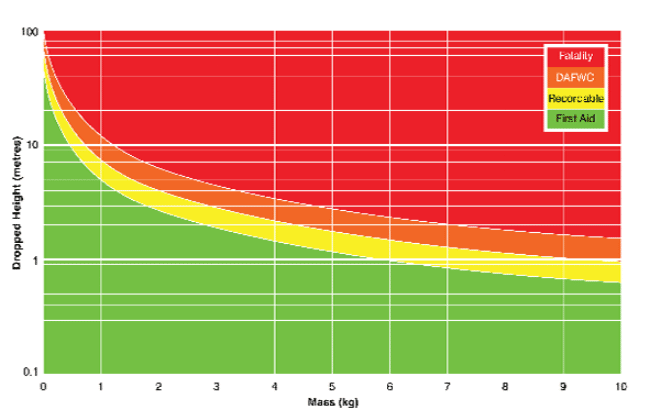 100
10
1
0.1
Dropped Height (metres)
Fatality
DAFWC
Recordable
First Aid
0 1 2 3 4 5 6 7 8 9 10
Mass (kg)